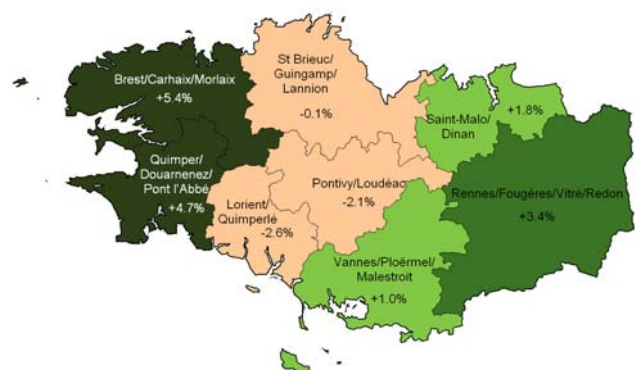 St Brieuc/
Guingamp/
Lannion
-0.1%
Brest/Carhaix/Morlaix
+5.4%
Saint-Malo/
Dinan
+1.8%
Quimper/
Douarnenez/
Pont l'Abbé
+4.7%
Pontivy/Loudéac
-2.1%
Rennes/Fougères/Vitré/Redon
+3.4%
Lorient/
Quimperlé
-2.6%
Vannes/Ploërmel/
Malestroit
+1.0%